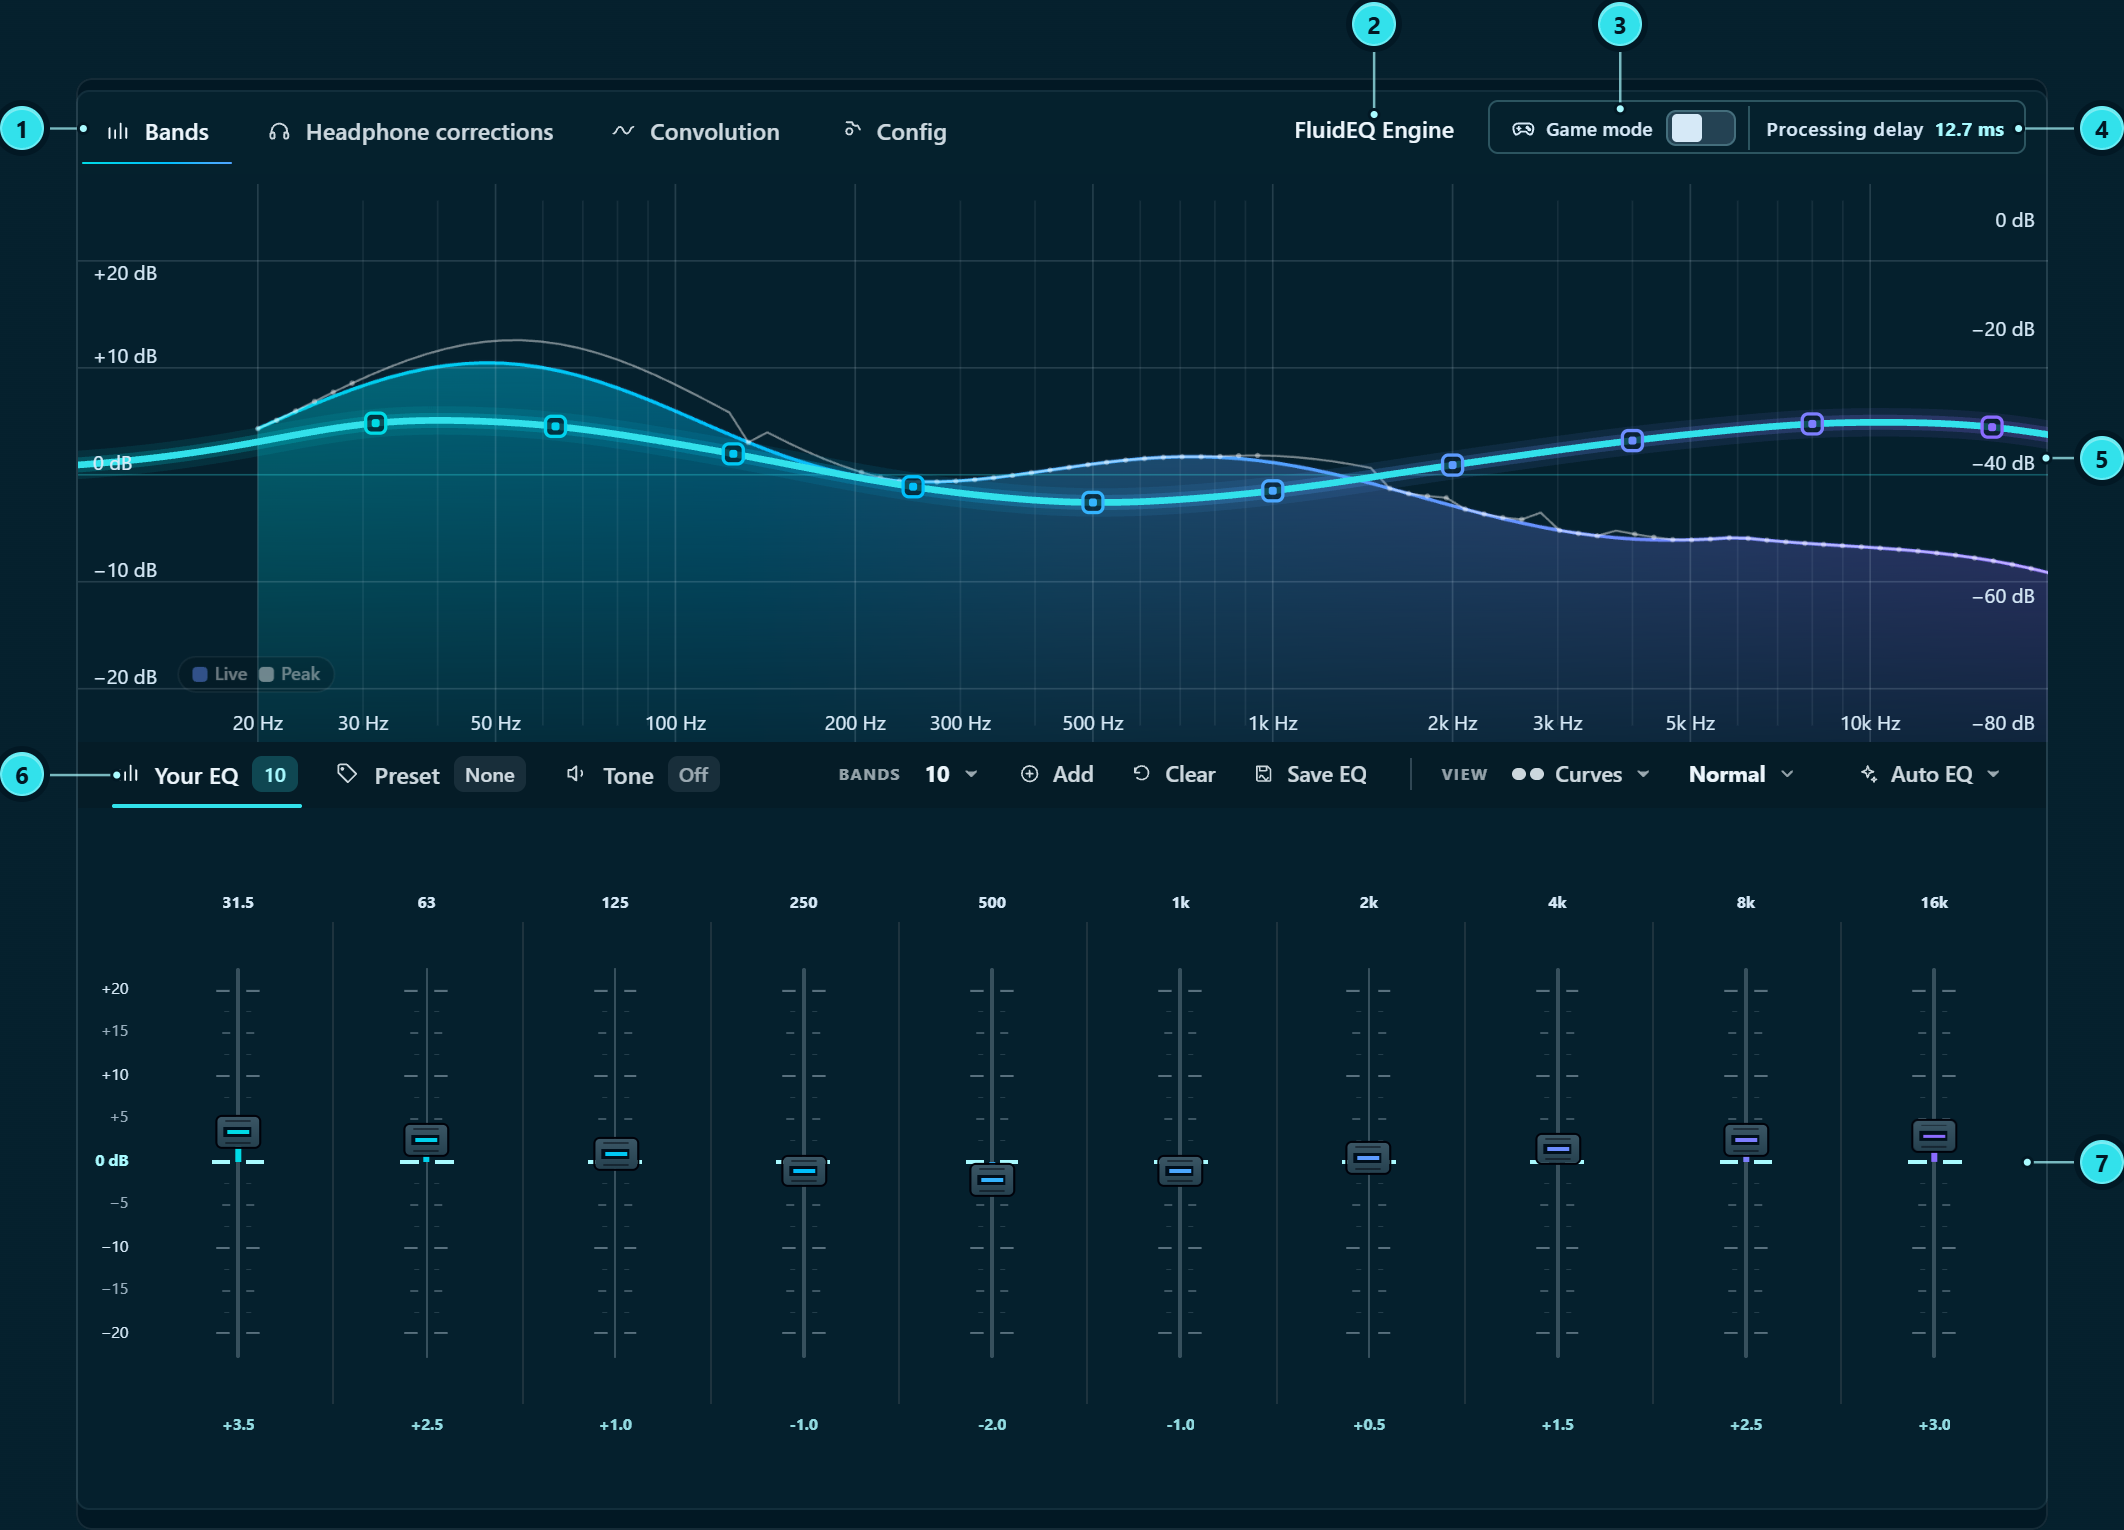 2
3
1
Bands
Headphone corrections
Convolution
Config
FluidEQ Engine
Game mode
Processing delay 12.7 ms
4
0 dB
+20 dB
−20 dB
+10 dB
0 dB
−40 dB
5
−10 dB
−60 dB
−20 dB
Live
Peak
20 Hz
30 Hz
50 Hz
100 Hz
200 Hz
300 Hz
500 Hz
1k Hz
2k Hz
3k Hz
5k Hz
10k Hz
−80 dB
6
Your EQ 10
Preset None
Tone Off
BANDS 10
Add
Clear
Save EQ
VIEW
Curves
Normal
Auto EQ
31.5
63
125
250
500
1k
2k
4k
8k
16k
+20
+15
+10
+5
0 dB
7
−5
−10
−15
−20
+3.5
+2.5
+1.0
-1.0
-2.0
-1.0
+0.5
+1.5
+2.5
+3.0